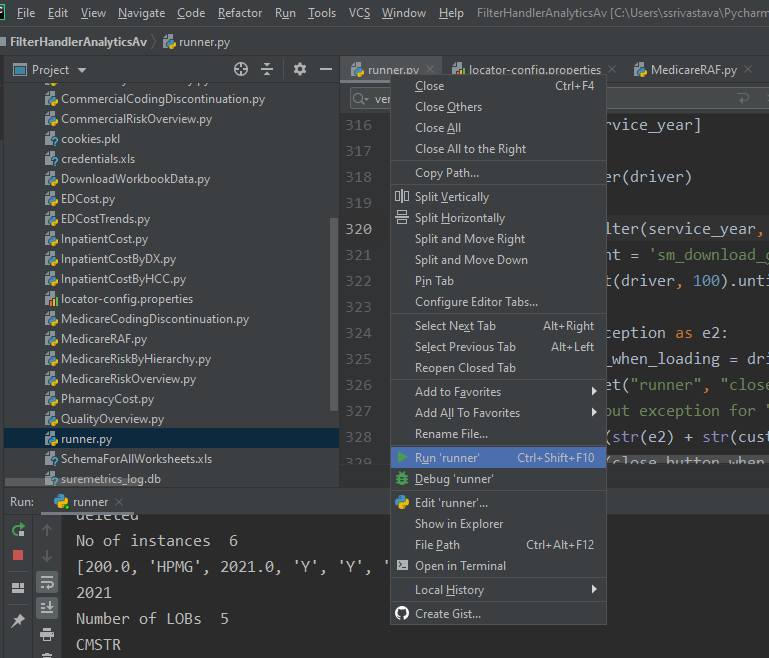 File Edit View Navigate Code Refactor Run Tools VCS Window Help FilterHandlerAnalyticsAv [C:\Users\ssrivastava\Pycharm
FilterHandlerAnalyticsAv runner.py
Project
runner.py locator-config.properties MedicareRAF.py
CommercialCodingDiscontinuation.py
CommercialRiskOverview.py
cookies.pkl
credentials.xls
DownloadWorkbookData.py
EDCost.py
EDCostTrends.py
InpatientCost.py
InpatientCostByDX.py
InpatientCostByHCC.py
locator-config.properties
MedicareCodingDiscontinuation.py
MedicareRAF.py
MedicareRiskByHierarchy.py
MedicareRiskOverview.py
PharmacyCost.py
QualityOverview.py
runner.py
SchemaForAllWorksheets.xls
suremetrics_log.db
ver
316 rvice_year]
317
318 er(driver)
319
320 lter(service_year,
321 nt = 'sm_download_
322 t(driver, 100).unti
323
324 ception as e2:
325 _when_loading = dri
326 et("runner", "close
327 out exception for "
328 (str(e2) + str(cust
329 (close_button_when
Close Ctrl+F4
Close Others
Close All
Close All to the Right
Copy Path...
Split Vertically
Split Horizontally
Split and Move Right
Split and Move Down
Pin Tab
Configure Editor Tabs...
Select Next Tab Alt+Right
Select Previous Tab Alt+Left
Reopen Closed Tab
Add to Favorites
Add All To Favorites
Rename File...
Run 'runner' Ctrl+Shift+F10
Debug 'runner'
Edit 'runner'...
Show in Explorer
File Path Ctrl+Alt+F12
Open in Terminal
Local History
Create Gist...
Run: runner
deleted
No of instances 6
[200.0, 'HPMG', 2021.0, 'Y', 'Y', '
2021
Number of LOBs 5
CMSTR